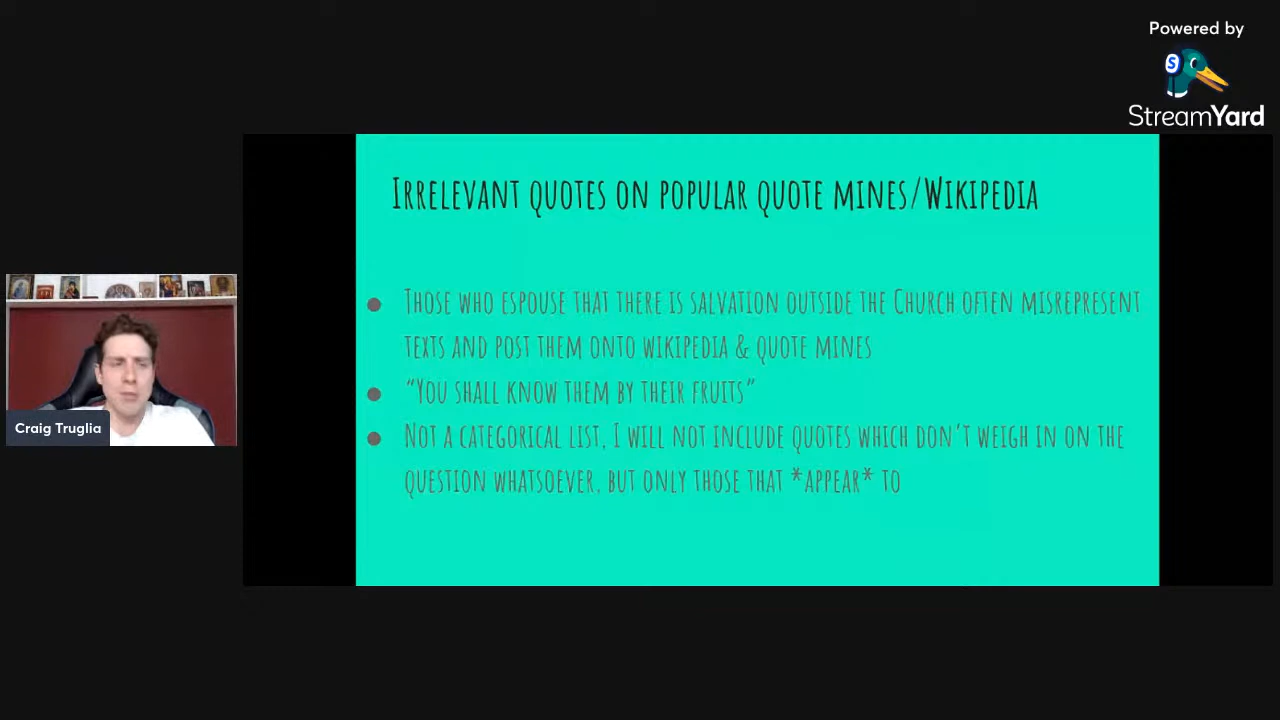 Powered by
StreamYard
Irrelevant quotes on popular quote mines/Wikipedia
Those who espouse that there is salvation outside the Church often misrepresent
texts and post them onto wikipedia & quote mines
“You shall know them by their fruits”
Not a categorical list, I will not include quotes which don’t weigh in on the
question whatsoever, but only those that *appear* to
Craig Truglia